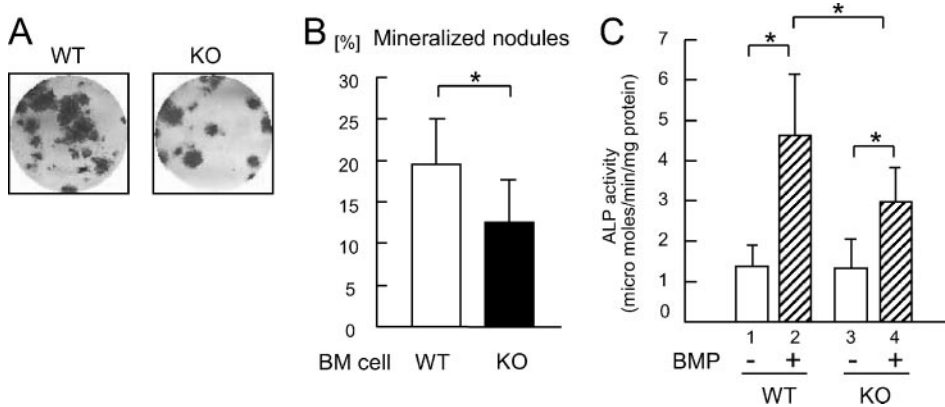 A
WT
KO
B
[%] Mineralized nodules
*
30
25
20
15
10
5
0
BM cell WT KO
C
*
*
*
ALP activity
(micro moles/min/mg protein)
7
6
5
4
3
2
1
0
1 2 3 4
BMP - + - +
WT KO